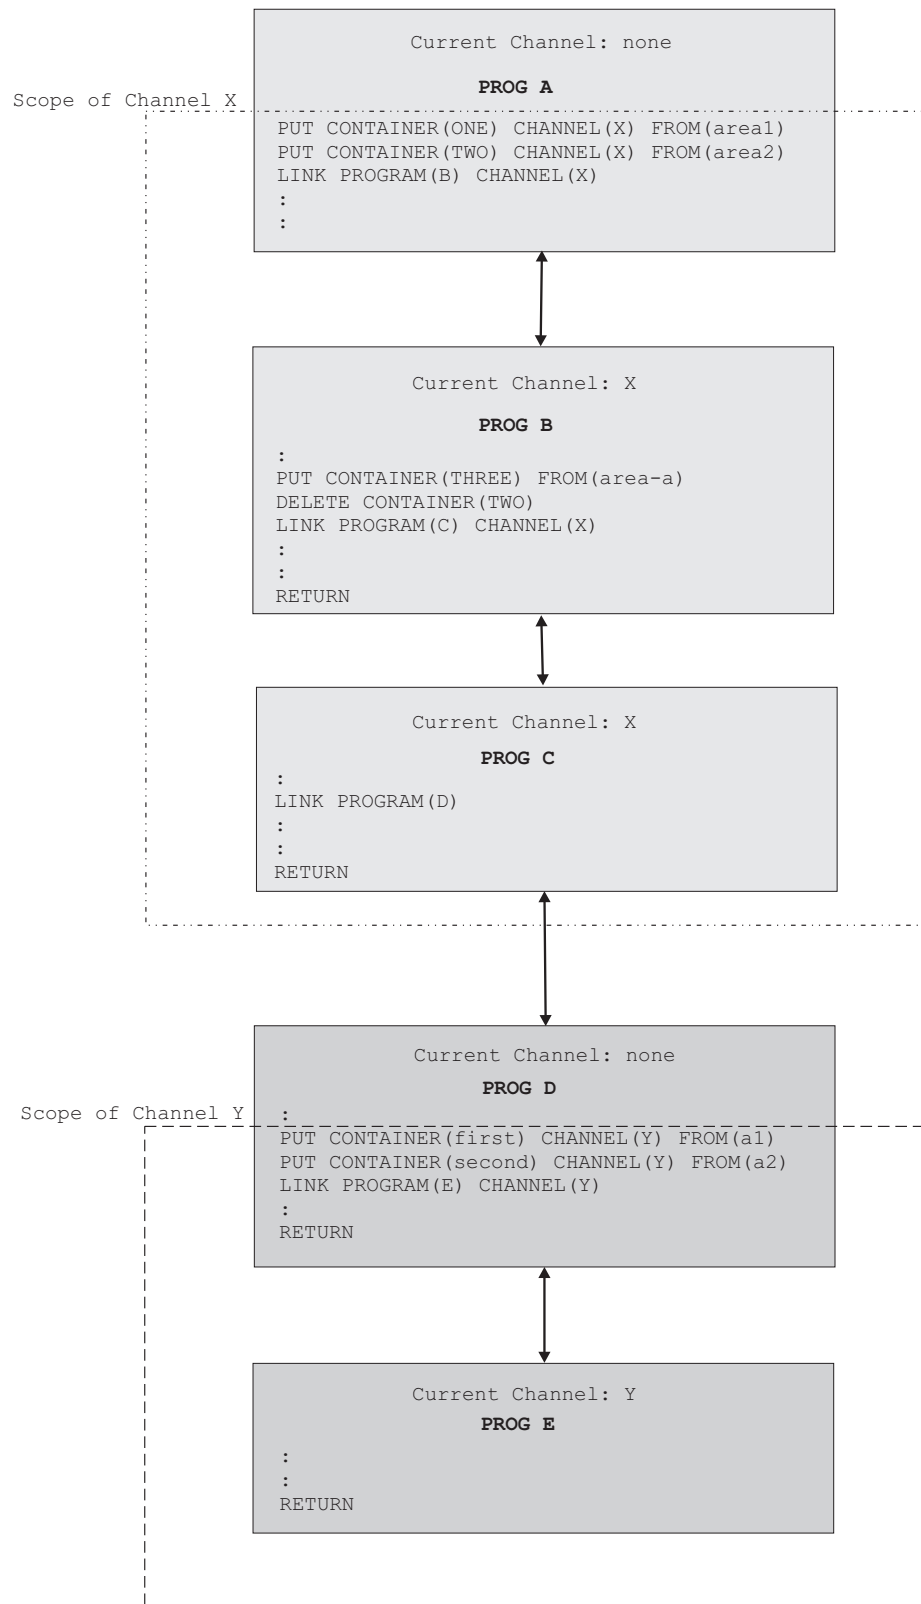 Current Channel: none
PROG A
Scope of Channel X
PUT CONTAINER(ONE) CHANNEL(X) FROM(area1)
PUT CONTAINER(TWO) CHANNEL(X) FROM(area2)
LINK PROGRAM(B) CHANNEL(X)
:
:
Current Channel: X
PROG B
:
PUT CONTAINER(THREE) FROM(area-a)
DELETE CONTAINER(TWO)
LINK PROGRAM(C) CHANNEL(X)
:
:
RETURN
Current Channel: X
PROG C
:
LINK PROGRAM(D)
:
:
RETURN
Current Channel: none
PROG D
Scope of Channel Y
:
PUT CONTAINER(first) CHANNEL(Y) FROM(a1)
PUT CONTAINER(second) CHANNEL(Y) FROM(a2)
LINK PROGRAM(E) CHANNEL(Y)
:
RETURN
Current Channel: Y
PROG E
:
:
RETURN